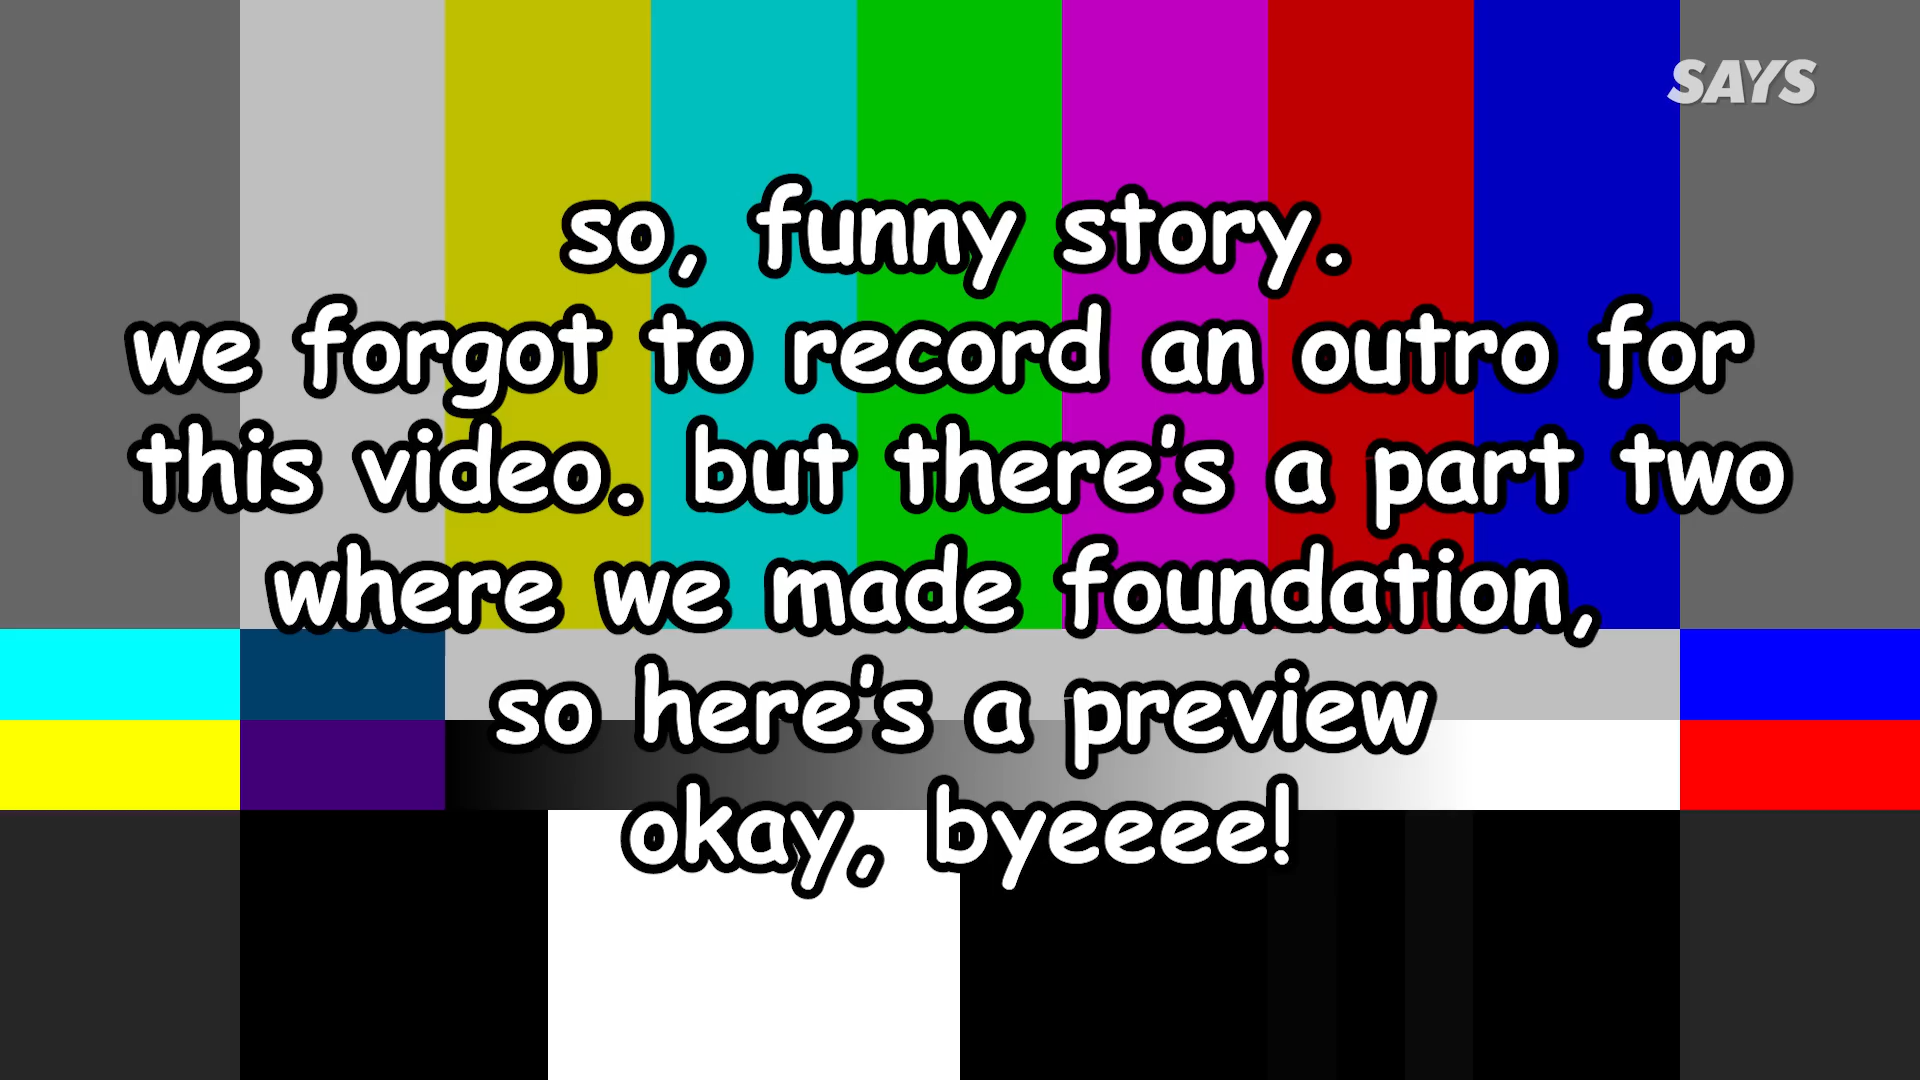 SAYS
so, funny story.
we forgot to record an outro for
this video. but there's a part two
where we made foundation,
so here's a preview
okay, byeeee!